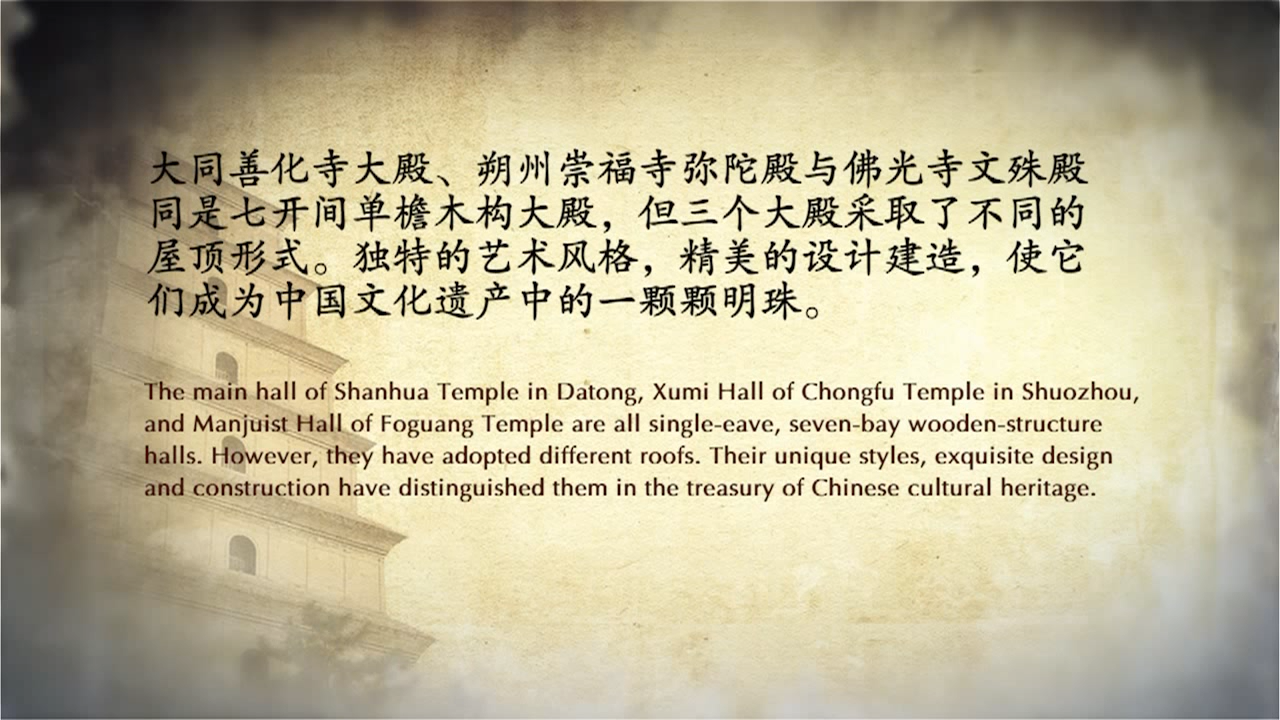 大同善化寺大殿、朔州崇福寺弥陀殿与佛光寺文殊殿
同是七开间单檐木构大殿，但三个大殿采取了不同的
屋顶形式。独特的艺术风格，精美的设计建造，使它
们成为中国文化遗产中的一颗颗明珠。
The main hall of Shanhua Temple in Datong, Xumi Hall of Chongfu Temple in Shuozhou,
and Manjuist Hall of Foguang Temple are all single-eave, seven-bay wooden-structure
halls. However, they have adopted different roofs. Their unique styles, exquisite design
and construction have distinguished them in the treasury of Chinese cultural heritage.